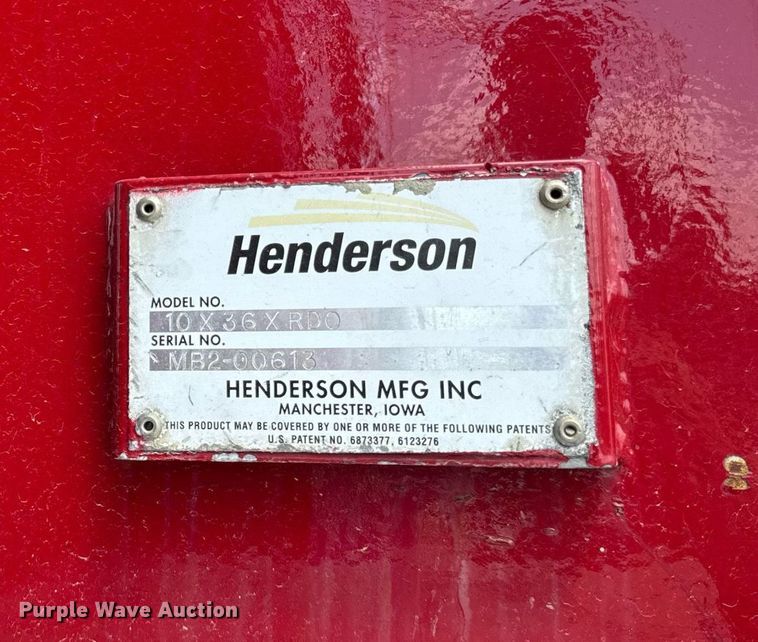 Henderson
MODEL NO.
10 X 36 X RDO
SERIAL NO.
MB2-00613
HENDERSON MFG INC
MANCHESTER, IOWA
THIS PRODUCT MAY BE COVERED BY ONE OR MORE OF THE FOLLOWING PATENTS
U.S. PATENT NO. 6873377, 6123276
Purple Wave Auction